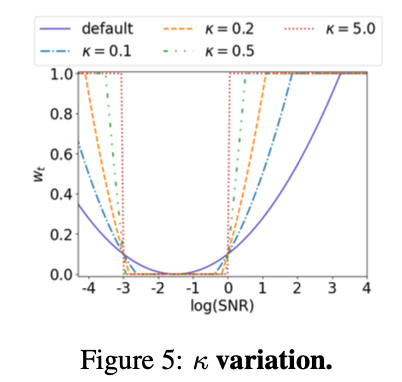 default
κ = 0.1
κ = 0.2
κ = 0.5
κ = 5.0
1.0
0.8
0.6
0.4
0.2
0.0
wt
-4 -3 -2 -1 0 1 2 3 4
log(SNR)
Figure 5: κ variation.